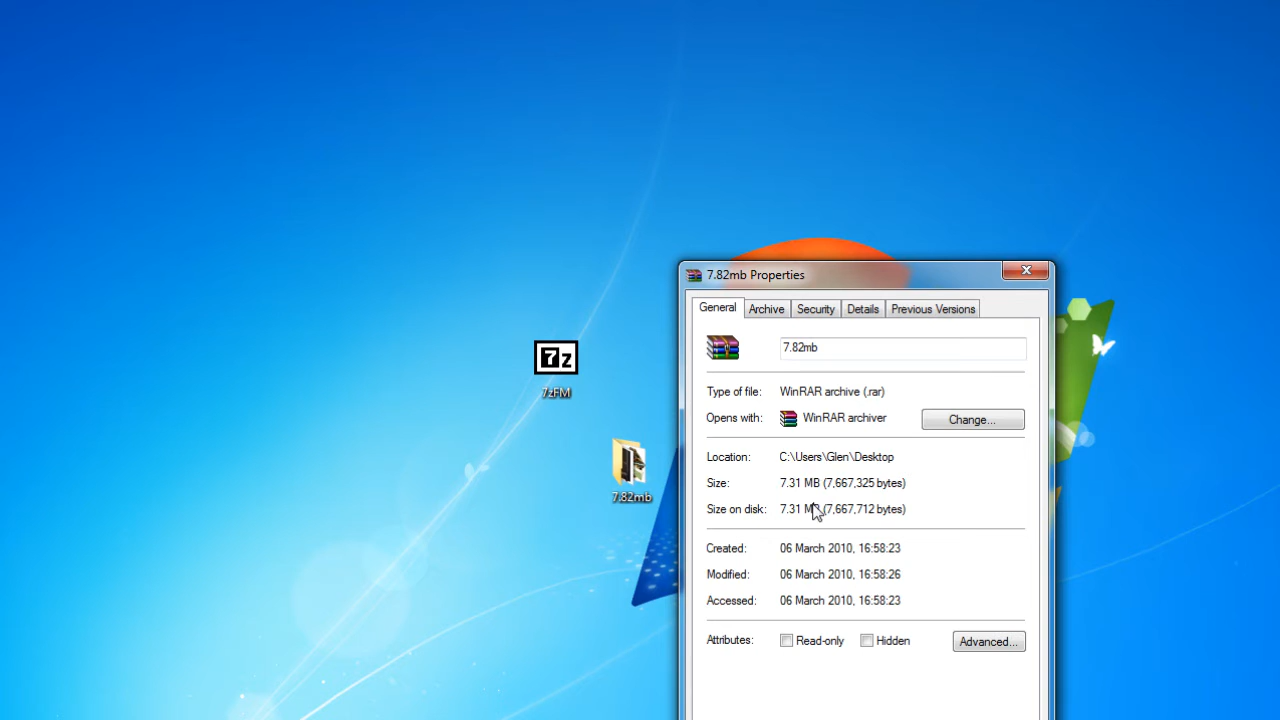 7.82mb Properties
General Archive Security Details Previous Versions
7z
7zFM
7.82mb
7.82mb
Type of file: WinRAR archive (.rar)
Opens with: WinRAR archiver Change...
Location: C:\Users\Glen\Desktop
Size: 7.31 MB (7,667,325 bytes)
Size on disk: 7.31 (7,667,712 bytes)
Created: 06 March 2010, 16:58:23
Modified: 06 March 2010, 16:58:26
Accessed: 06 March 2010, 16:58:23
Attributes: Read-only Hidden Advanced...